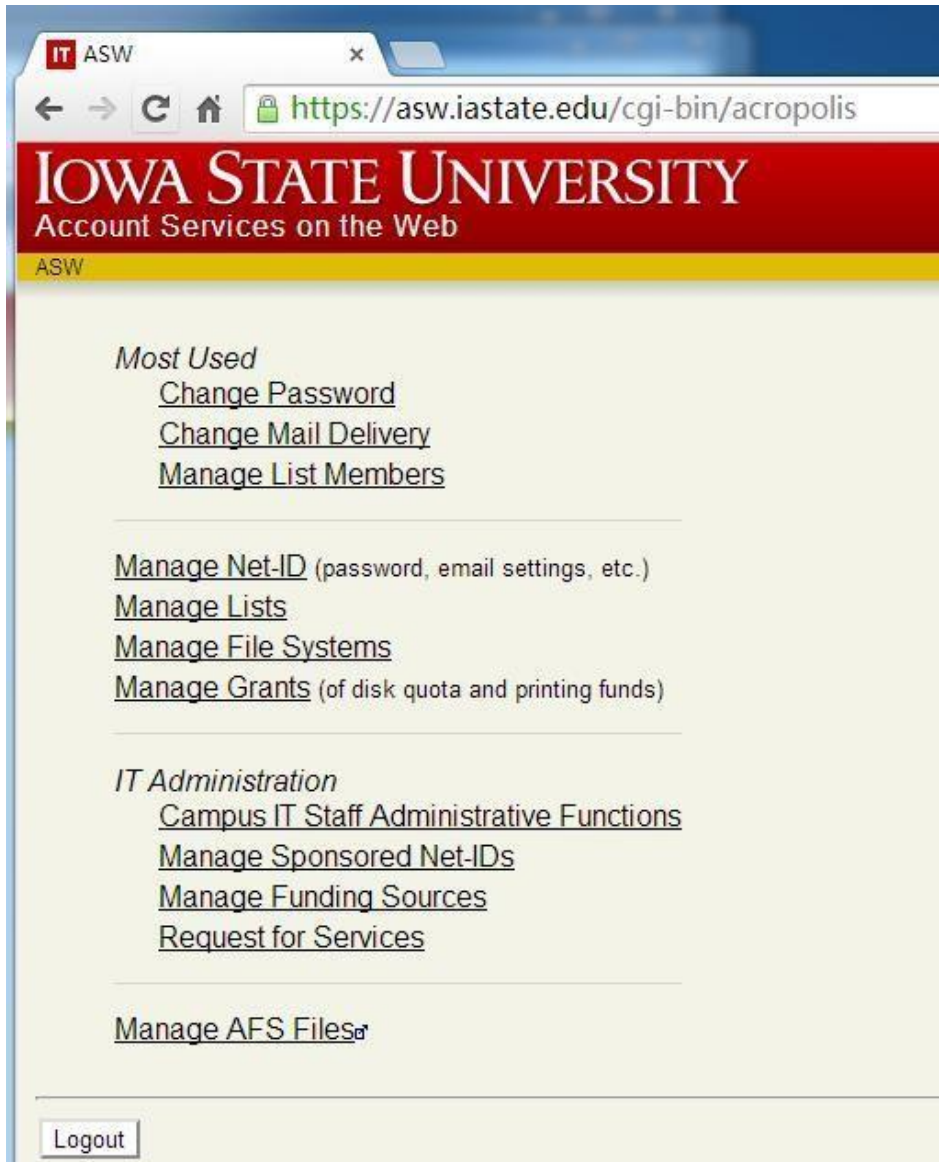 IT ASW
https://asw.iastate.edu/cgi-bin/acropolis
IOWA STATE UNIVERSITY
Account Services on the Web
ASW
Most Used
Change Password
Change Mail Delivery
Manage List Members
Manage Net-ID (password, email settings, etc.)
Manage Lists
Manage File Systems
Manage Grants (of disk quota and printing funds)
IT Administration
Campus IT Staff Administrative Functions
Manage Sponsored Net-IDs
Manage Funding Sources
Request for Services
Manage AFS Files
Logout